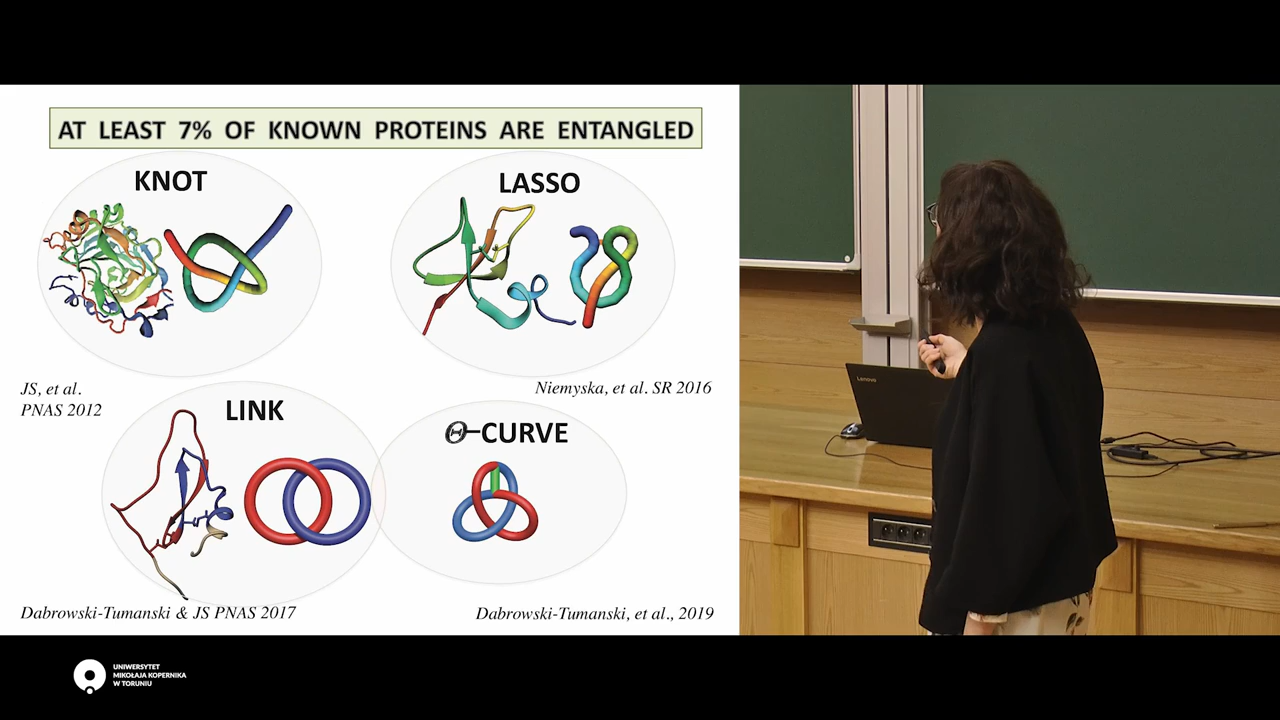 AT LEAST 7% OF KNOWN PROTEINS ARE ENTANGLED
KNOT
LASSO
JS, et al.
PNAS 2012
Niemyska, et al. SR 2016
LINK
Θ-CURVE
Dabrowski-Tumanski & JS PNAS 2017
Dabrowski-Tumanski, et al., 2019
Lenovo
UNIWERSYTET
MIKOŁAJA KOPERNIKA
W TORUNIU